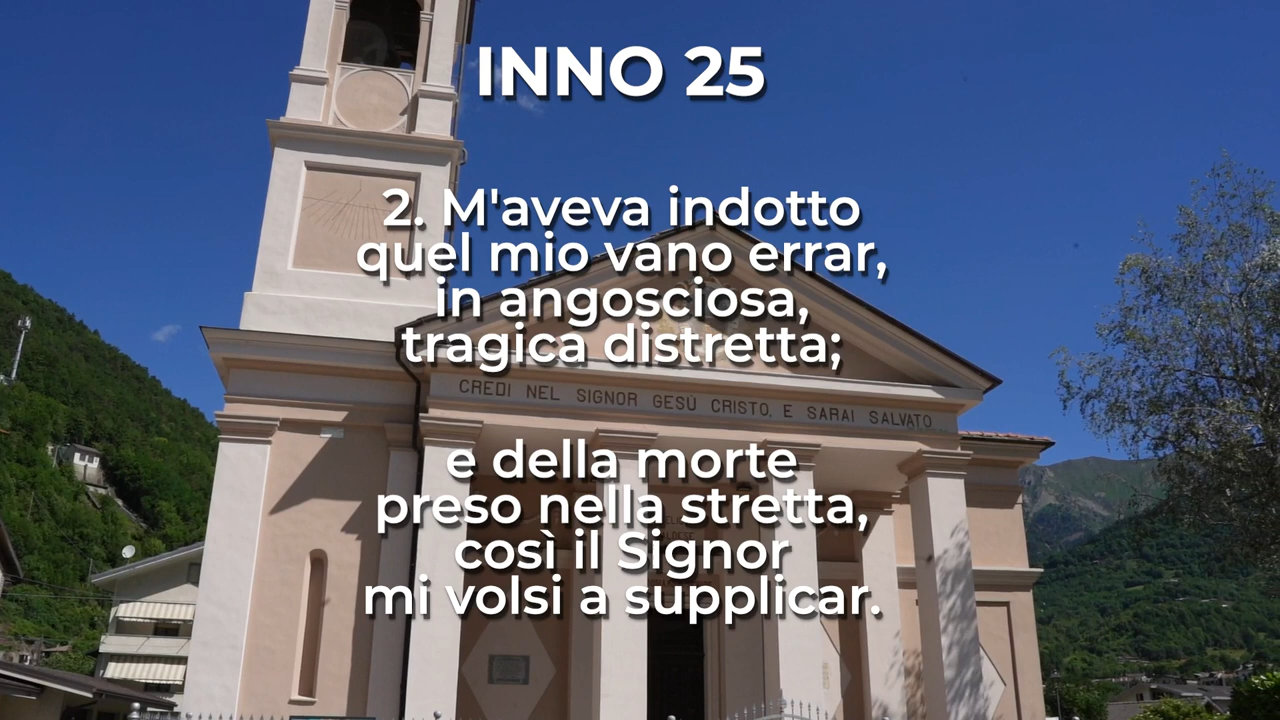 INNO 25
2. M'aveva indotto
quel mio vano errar,
in angosciosa,
tragica distretta;
CREDI NEL SIGNOR GESÙ CRISTO, E SARAI SALVATO
e della morte
preso nella stretta,
così il Signor
mi volsi a supplicar.